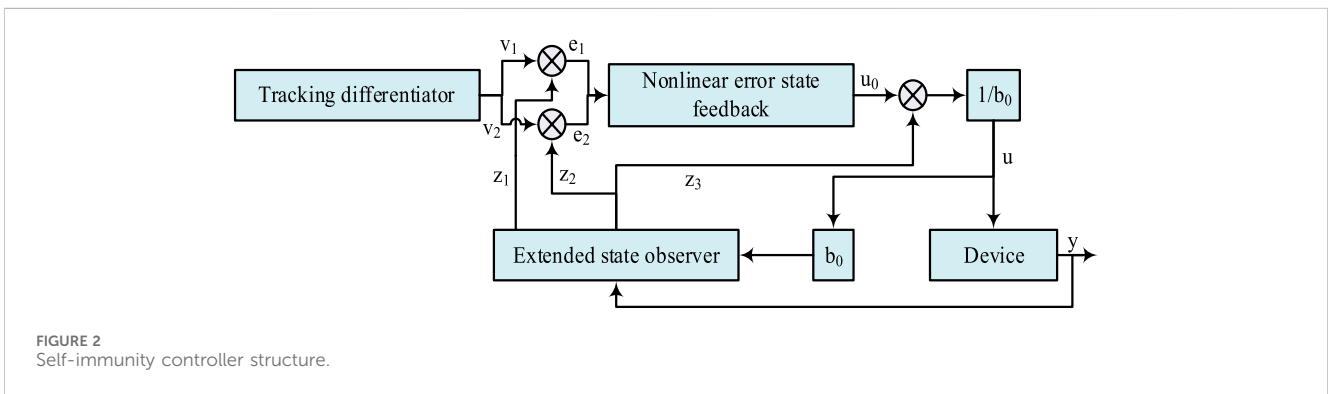 v₁
e₁
Tracking differentiator
Nonlinear error state
feedback
u₀
1/b₀
v₂
e₂
u
z₁
z₂
z₃
Extended state observer
b₀
Device
y
FIGURE 2
Self-immunity controller structure.